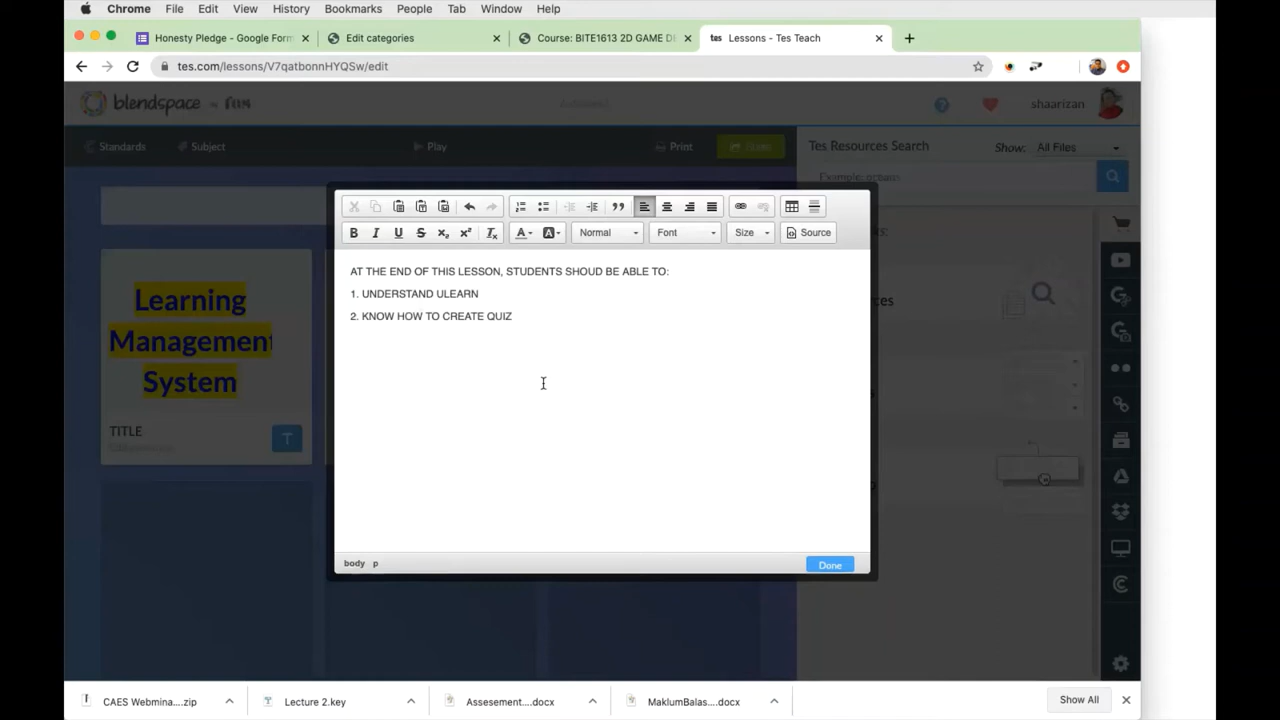 Chrome File Edit View History Bookmarks People Tab Window Help
Honesty Pledge - Google Form
Edit categories
Course: BITE1613 2D GAME DE
tes Lessons - Tes Teach
tes.com/lessons/V7qatbonnHYQSw/edit
blendspace
shaarizan
Standards Subject Play Print Share
Tes Resources Search Show: All Files
Normal Font Size Source
AT THE END OF THIS LESSON, STUDENTS SHOUD BE ABLE TO:
1. UNDERSTAND ULEARN
2. KNOW HOW TO CREATE QUIZ
Learning
Management
System
TITLE
T
body p
Done
CAES Webmina....zip
Lecture 2.key
Assesement....docx
MaklumBalas....docx
Show All